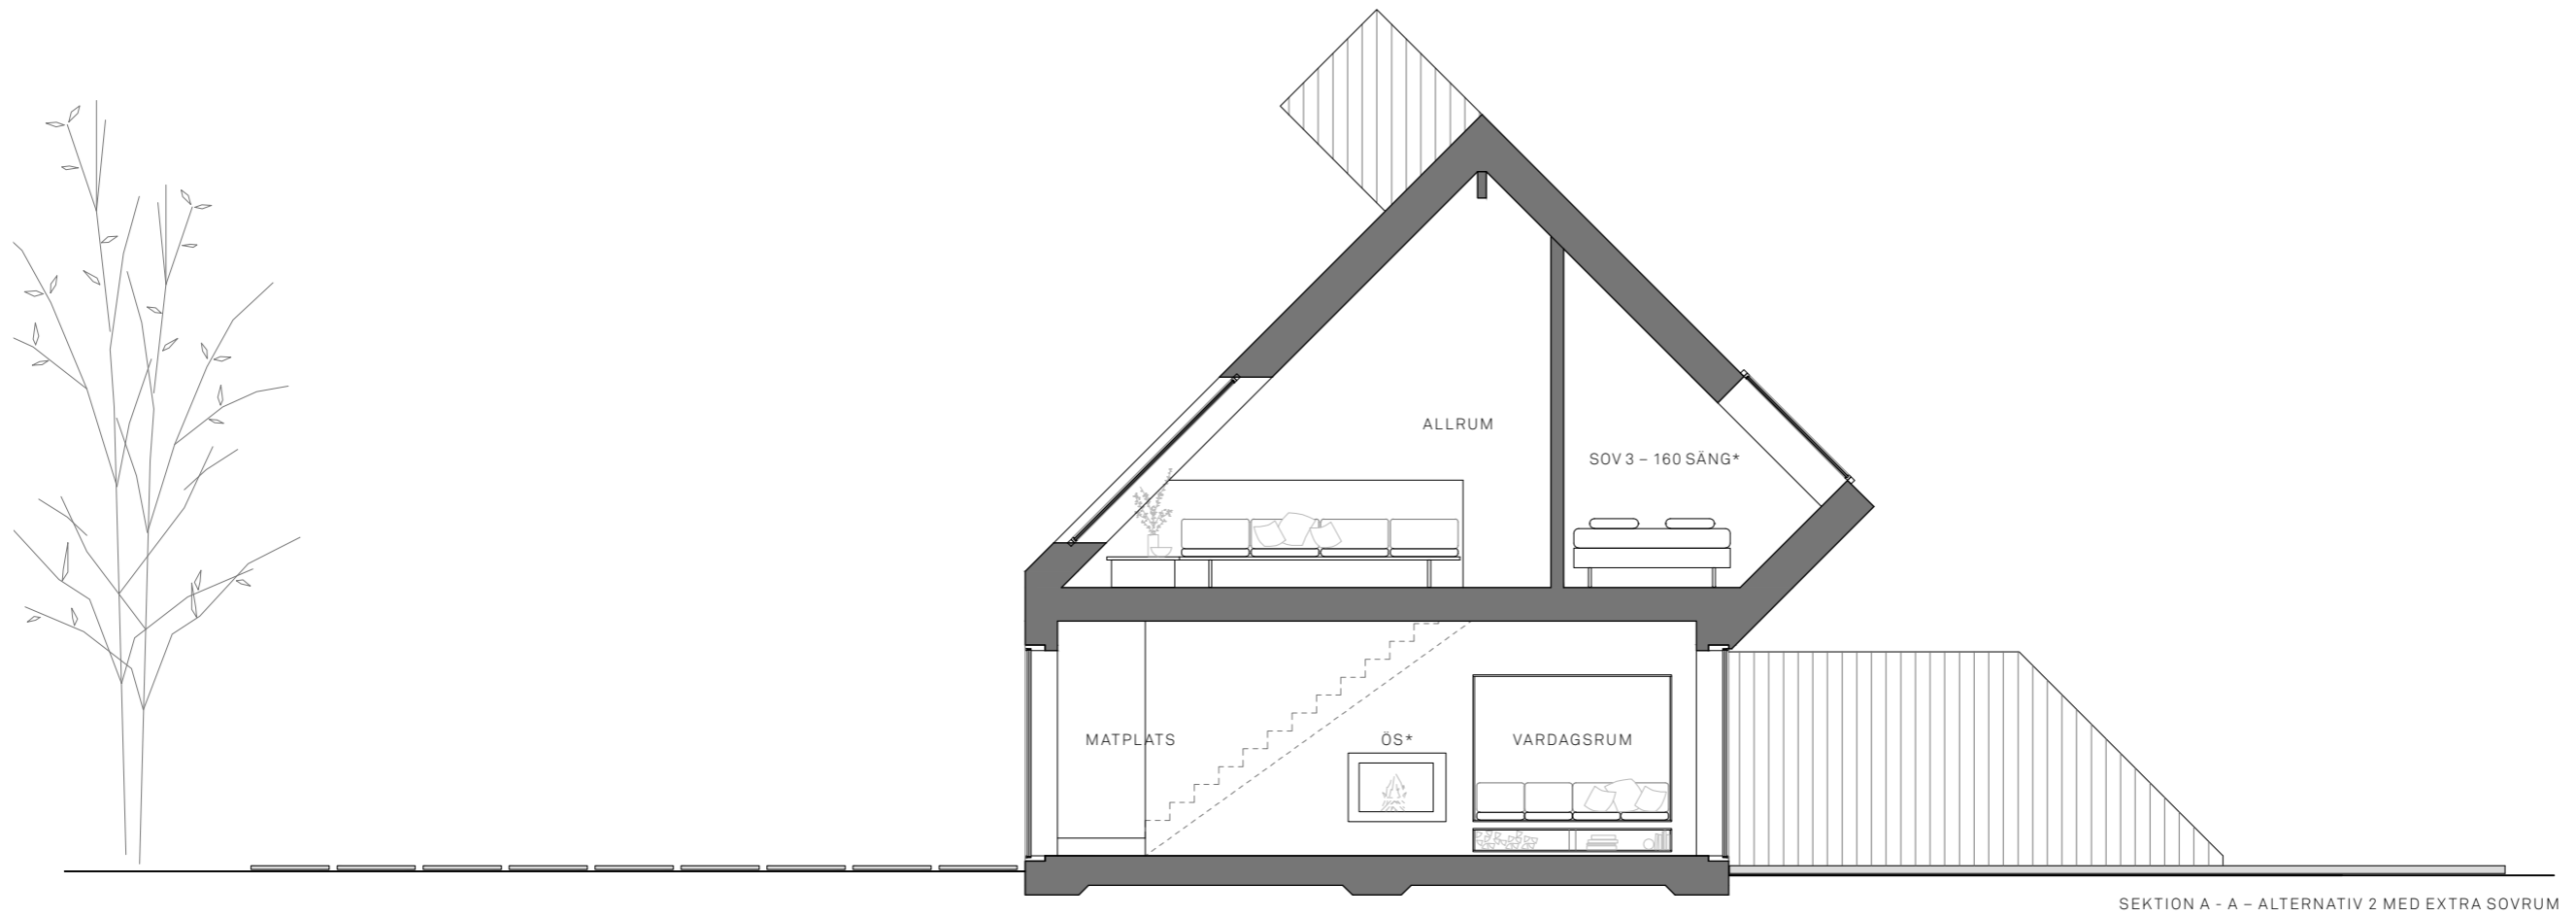 ALLRUM
SOV 3 – 160 SÄNG*
MATPLATS
ÖS*
VARDAGSRUM
SEKTION A - A – ALTERNATIV 2 MED EXTRA SOVRUM